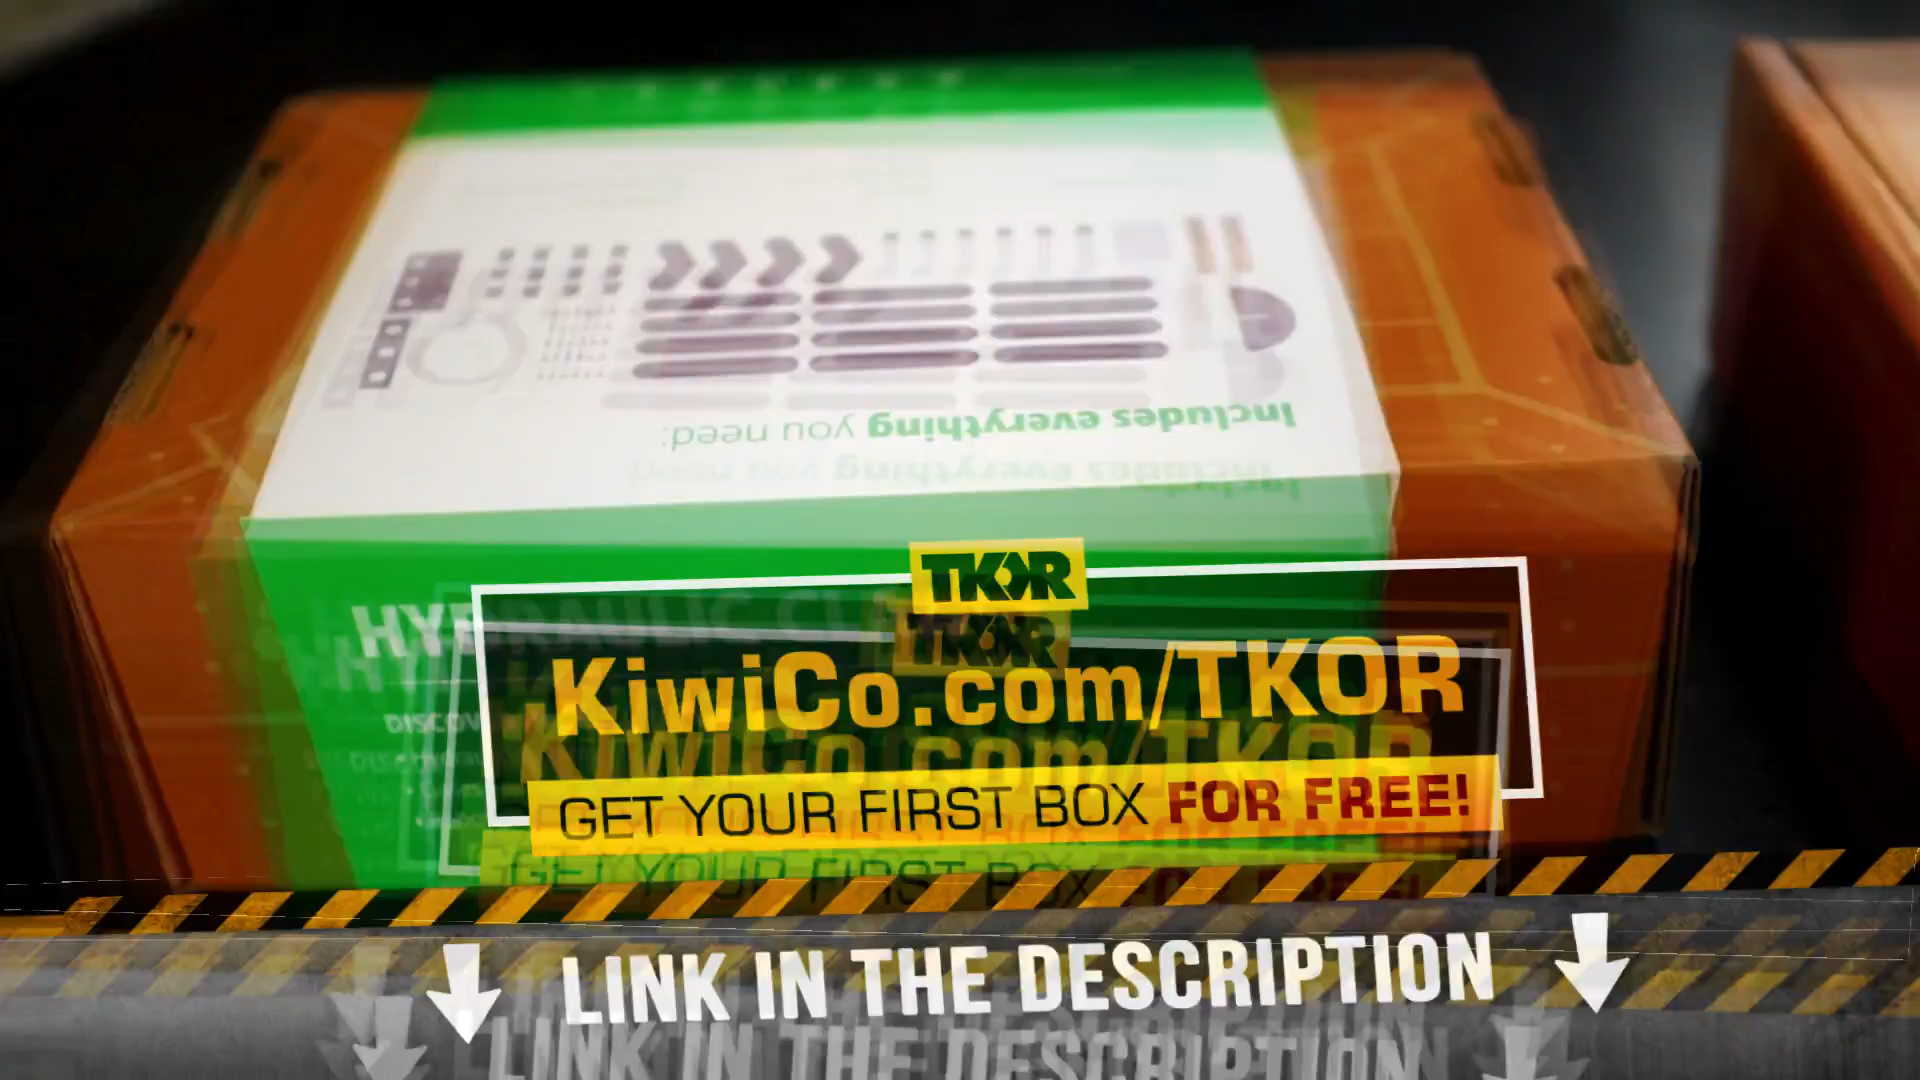 Includes everything you need:
TKOR
KiwiCo.com/TKOR
GET YOUR FIRST BOX FOR FREE!
LINK IN THE DESCRIPTION